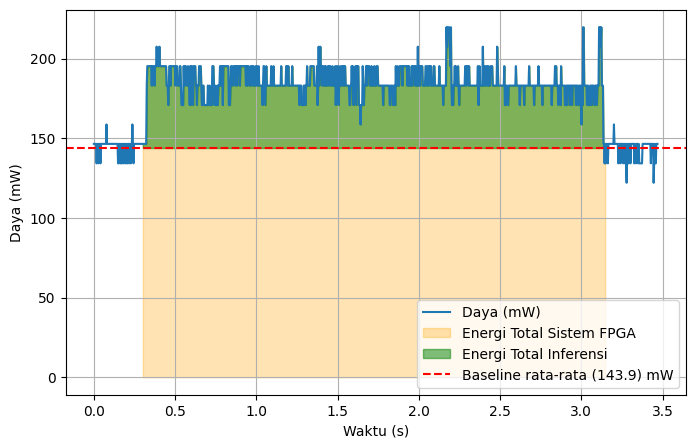 Daya (mW)
200
150
100
50
0
0.0 0.5 1.0 1.5 2.0 2.5 3.0 3.5
Waktu (s)
Daya (mW)
Energi Total Sistem FPGA
Energi Total Inferensi
Baseline rata-rata (143.9) mW